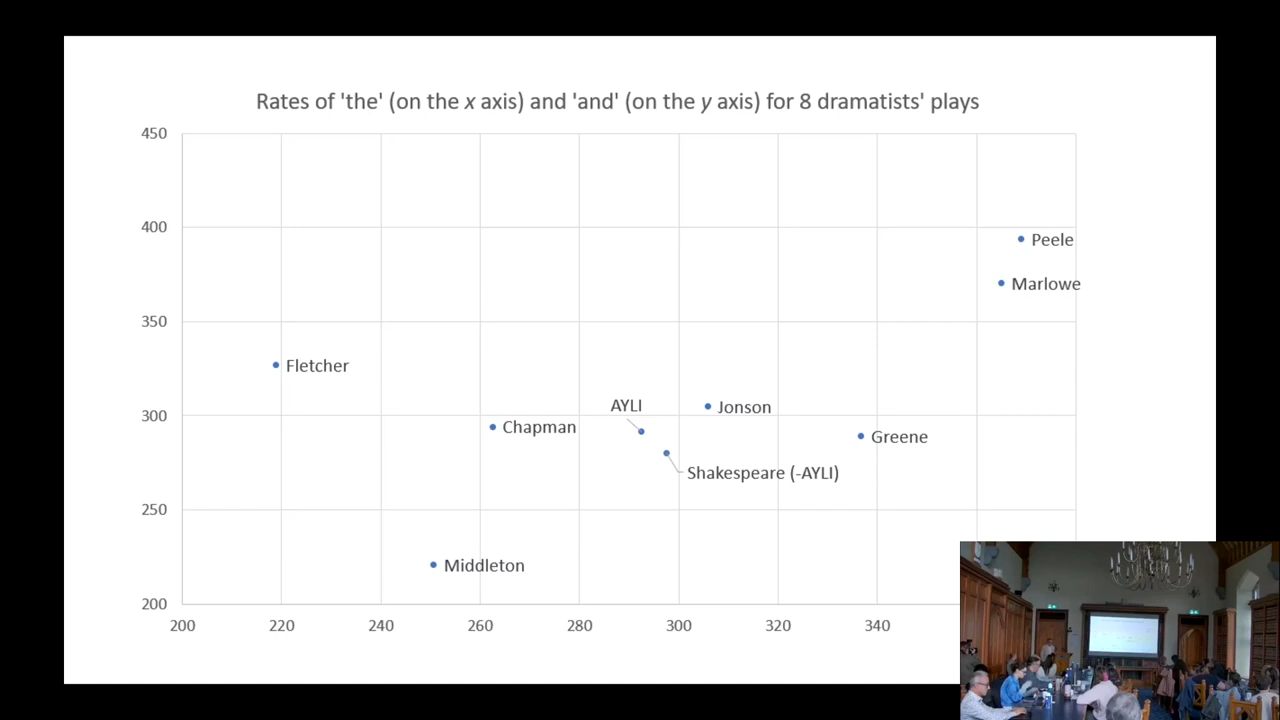 Rates of 'the' (on the x axis) and 'and' (on the y axis) for 8 dramatists' plays
450
400
Peele
Marlowe
350
Fletcher
AYLI
Jonson
300
Chapman
Greene
Shakespeare (-AYLI)
250
Middleton
200
200 220 240 260 280 300 320 340